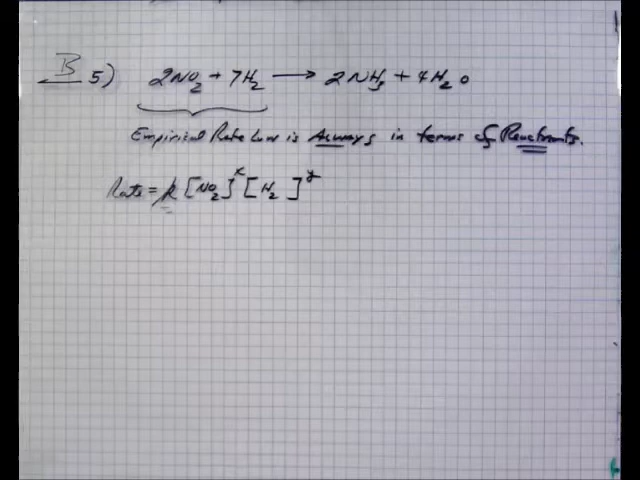 B 5) 2NO₂ + 7H₂ → 2NH₃ + 4H₂O
Empirical Rate Law is Always in terms of Reactants.
Rate = k [NO₂]ˣ [H₂]ʸ